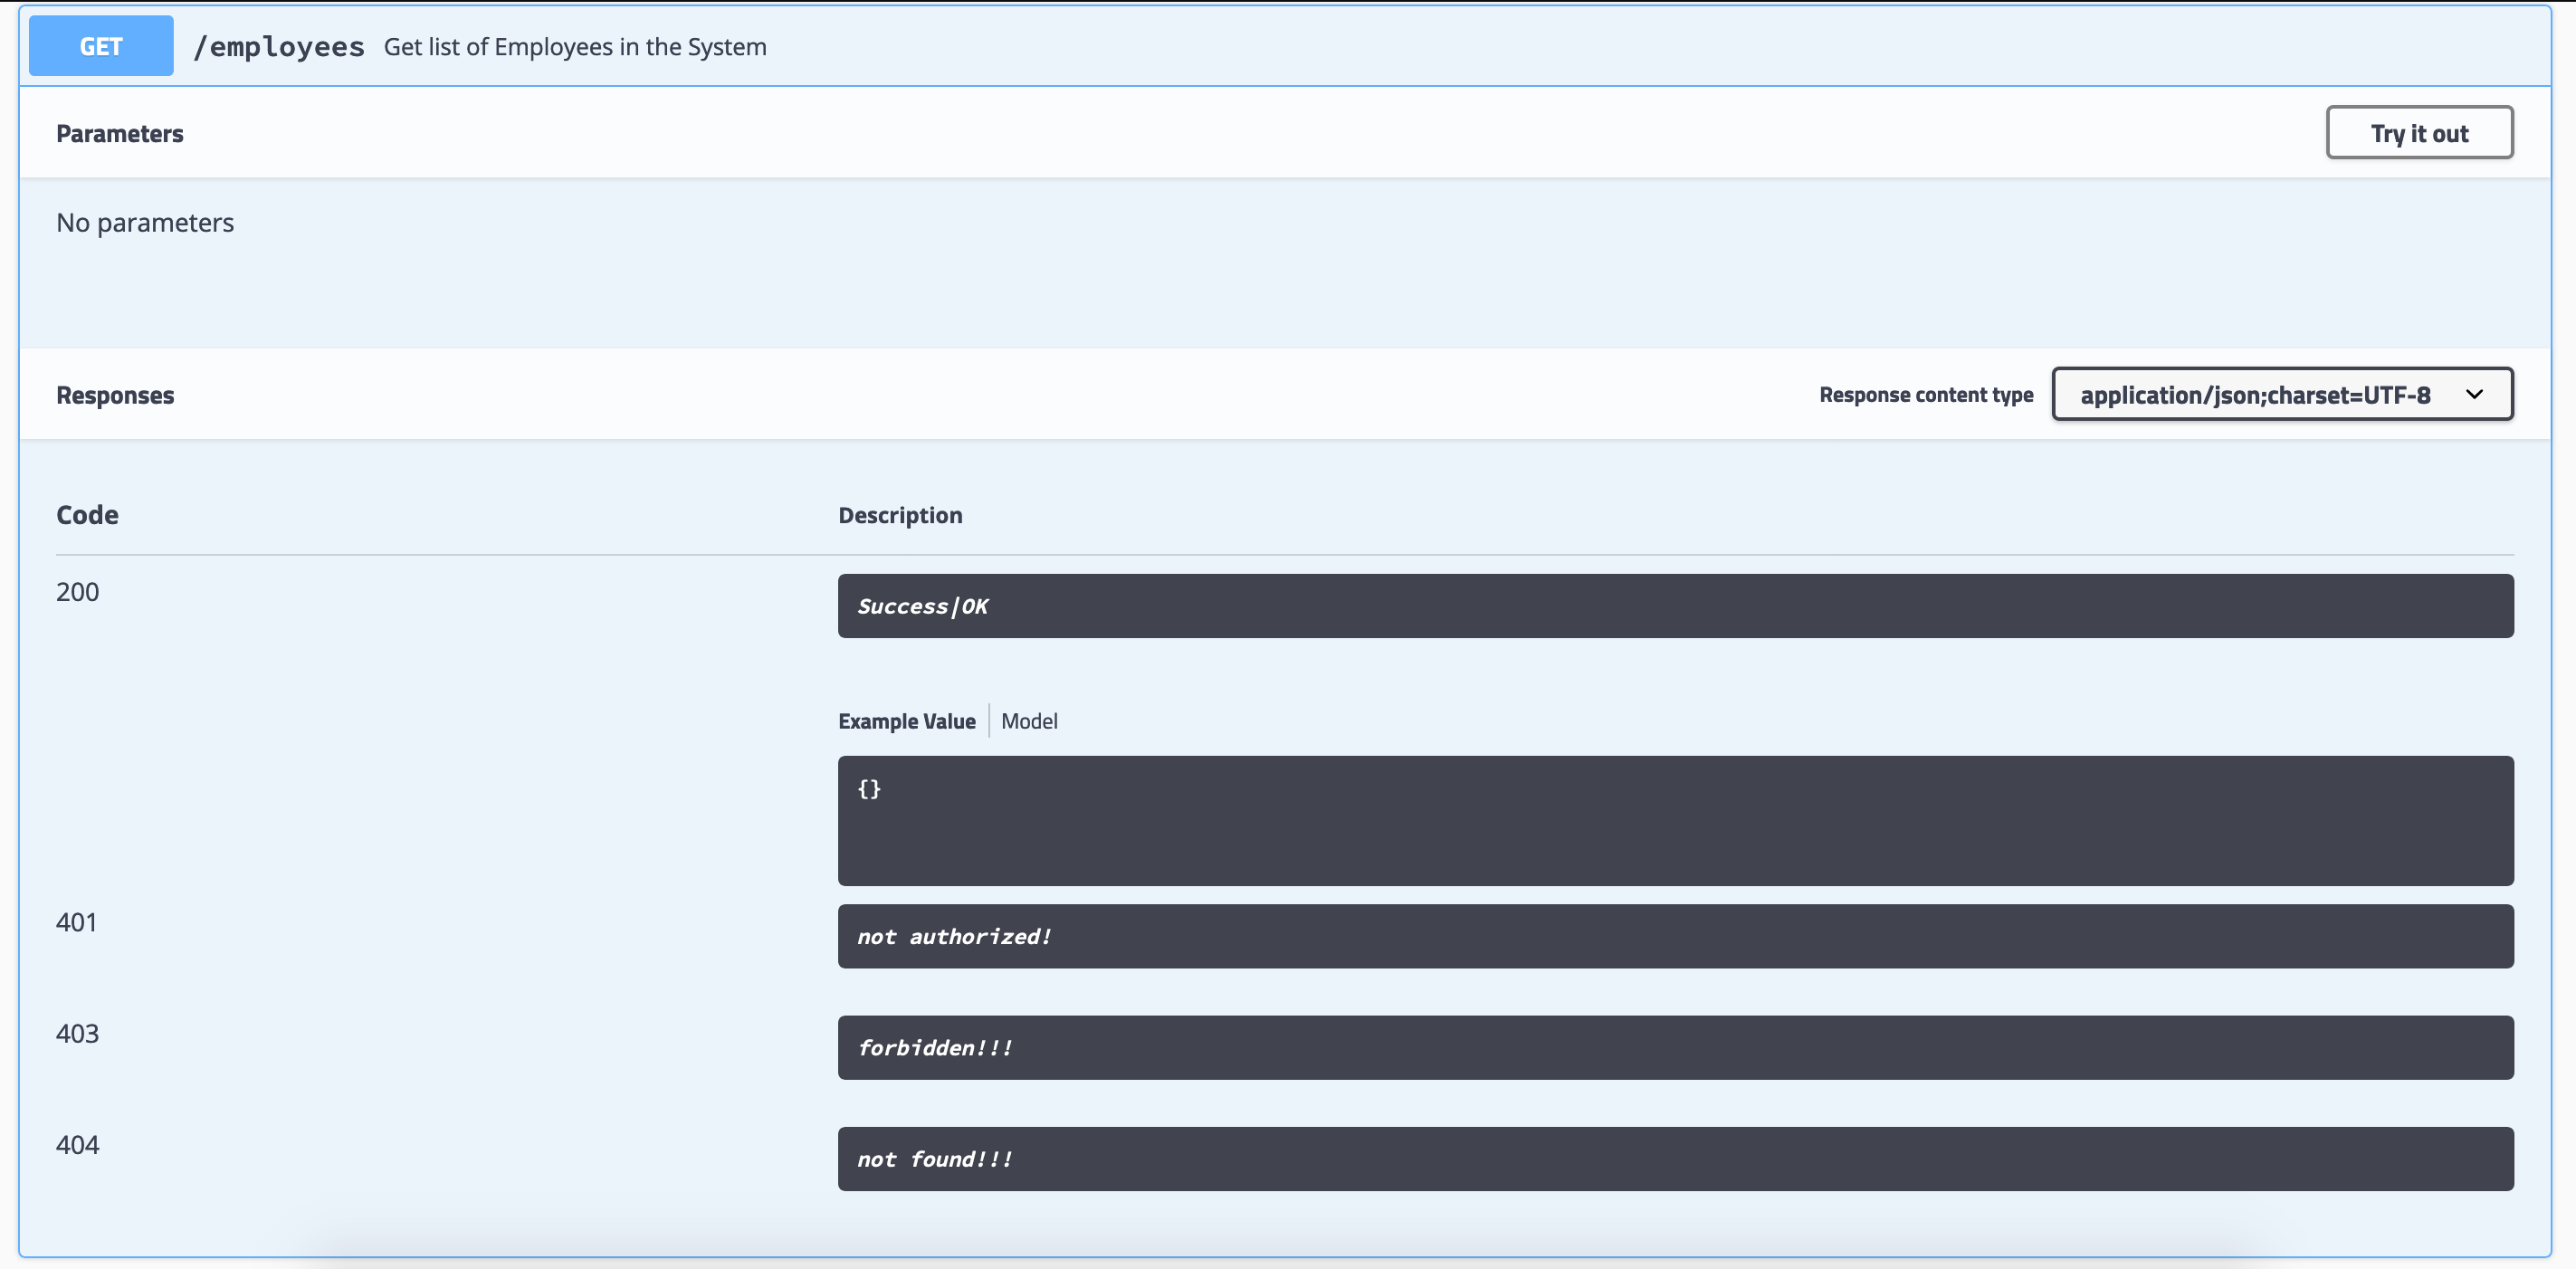 GET /employees Get list of Employees in the System
Parameters Try it out
No parameters
Responses Response content type application/json;charset=UTF-8
Code Description
200 Success|OK
Example Value Model
{}
401 not authorized!
403 forbidden!!!
404 not found!!!